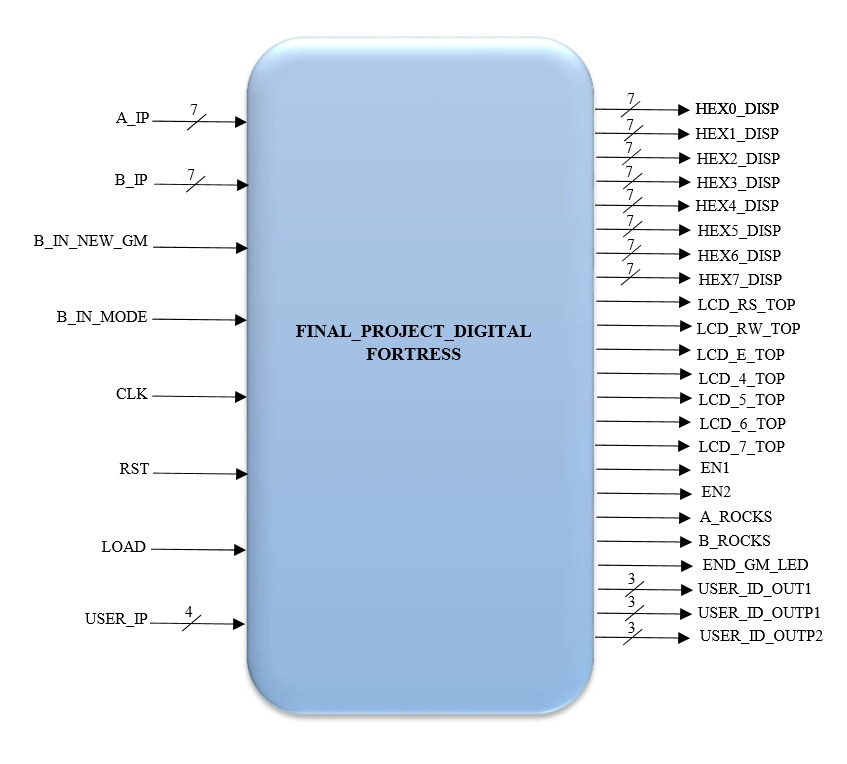 7
A_IP
7
B_IP
B_IN_NEW_GM
B_IN_MODE
CLK
RST
LOAD
4
USER_IP
FINAL_PROJECT_DIGITAL
FORTRESS
7
HEX0_DISP
7
HEX1_DISP
7
HEX2_DISP
7
HEX3_DISP
7
HEX4_DISP
7
HEX5_DISP
7
HEX6_DISP
7
HEX7_DISP
LCD_RS_TOP
LCD_RW_TOP
LCD_E_TOP
LCD_4_TOP
LCD_5_TOP
LCD_6_TOP
LCD_7_TOP
EN1
EN2
A_ROCKS
B_ROCKS
END_GM_LED
3
USER_ID_OUT1
3
USER_ID_OUTP1
3
USER_ID_OUTP2